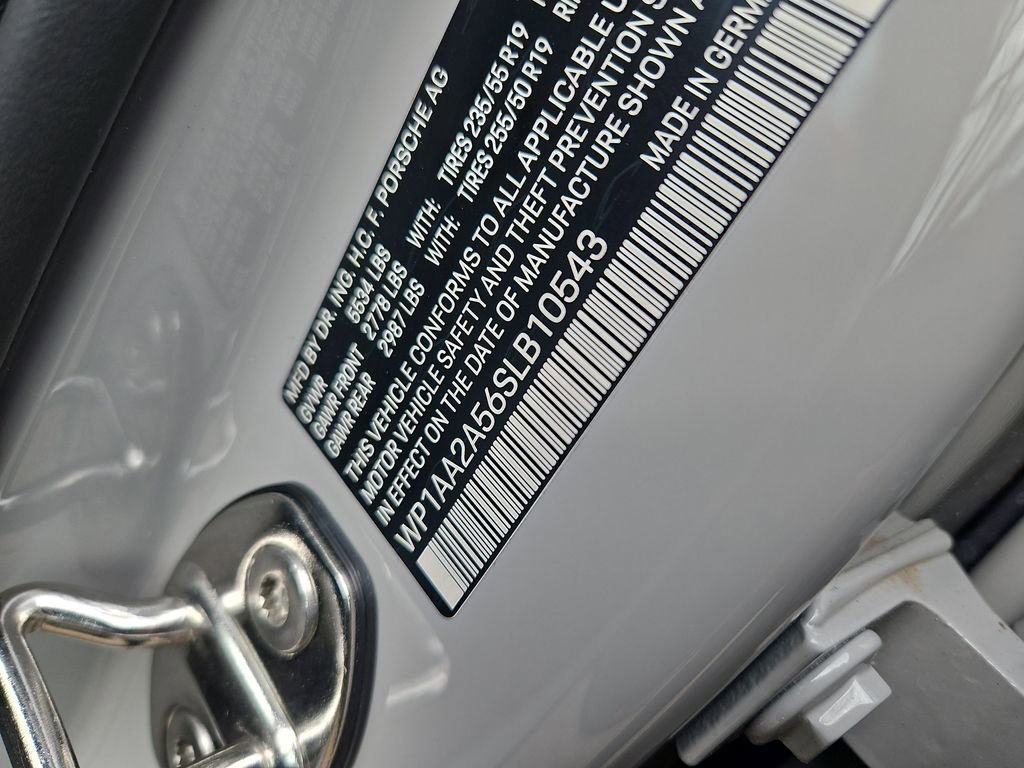 MFD BY DR. ING. H.C. F. PORSCHE AG
GVWR 5534 LBS
GAWR FRONT 2778 LBS WITH: TIRES 235/55 R19
GAWR REAR 2987 LBS WITH: TIRES 255/50 R19
THIS VEHICLE CONFORMS TO ALL APPLICABLE
MOTOR VEHICLE SAFETY AND THEFT PREVENTION
IN EFFECT ON THE DATE OF MANUFACTURE SHOWN
WP1AA2A56SLB10543 MADE IN GERM